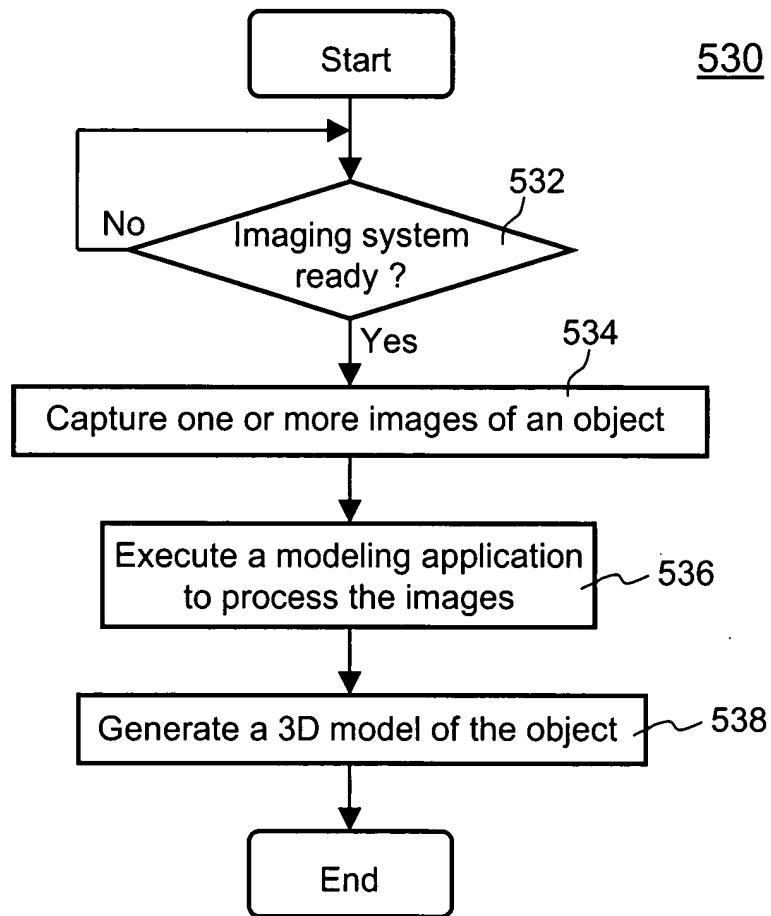 Start
530
532
No
Imaging system
ready ?
Yes
534
Capture one or more images of an object
Execute a modeling application
to process the images
536
Generate a 3D model of the object
538
End